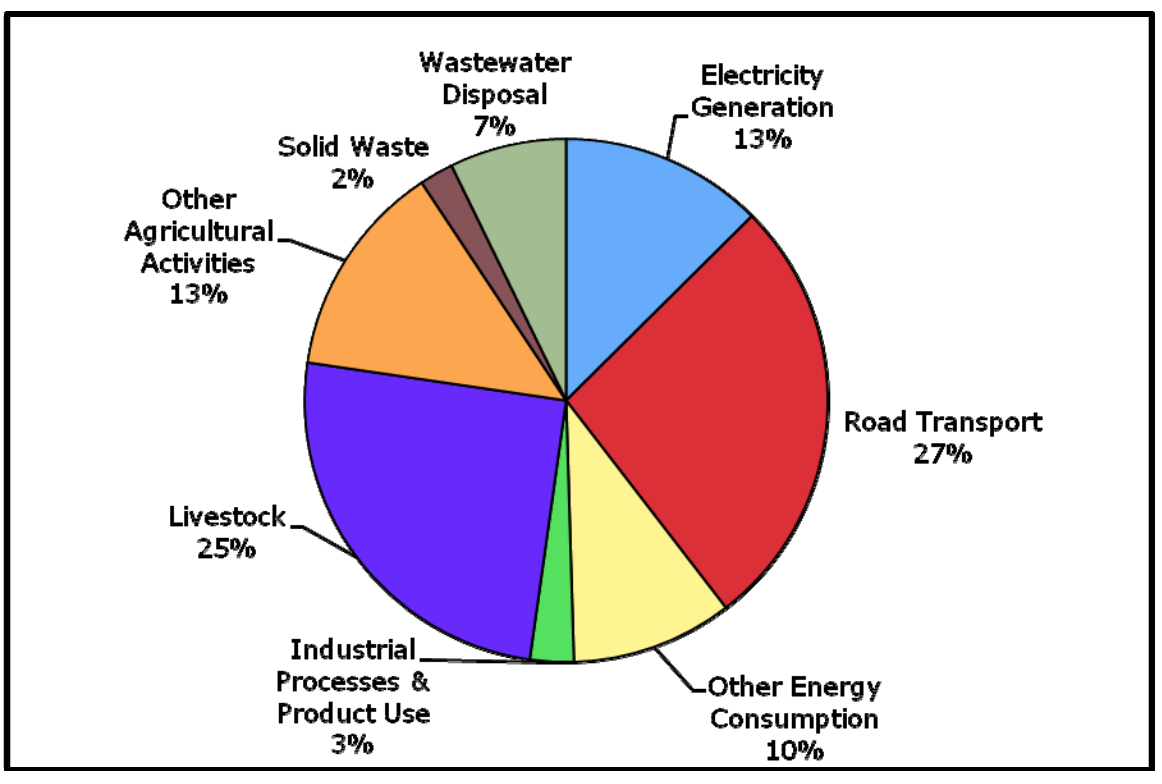 Wastewater
Disposal
7%
Electricity
Generation
13%
Solid Waste
2%
Other
Agricultural
Activities
13%
Road Transport
27%
Livestock
25%
Industrial
Processes &
Product Use
3%
Other Energy
Consumption
10%